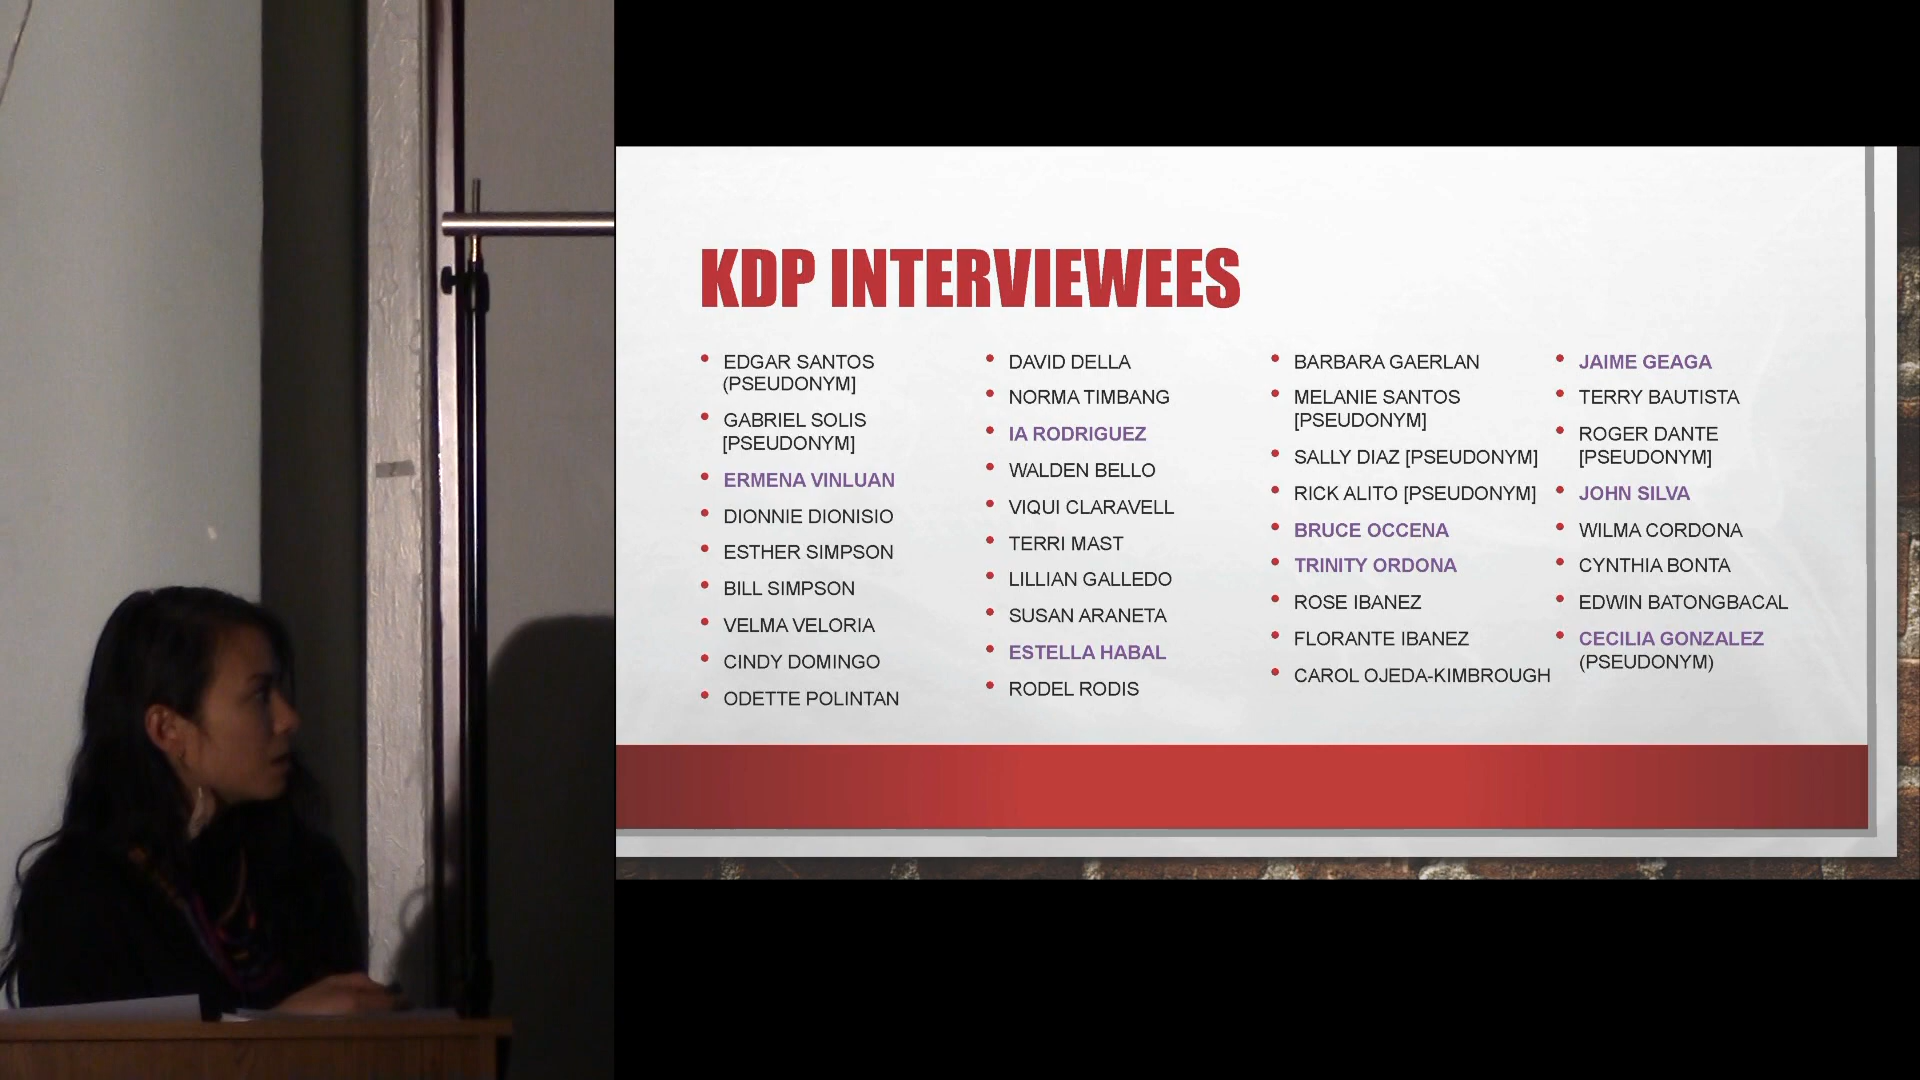 KDP INTERVIEWEES
• EDGAR SANTOS
(PSEUDONYM]
• GABRIEL SOLIS
[PSEUDONYM]
• ERMENA VINLUAN
• DIONNIE DIONISIO
• ESTHER SIMPSON
• BILL SIMPSON
• VELMA VELORIA
• CINDY DOMINGO
• ODETTE POLINTAN
• DAVID DELLA
• NORMA TIMBANG
• IA RODRIGUEZ
• WALDEN BELLO
• VIQUI CLARAVELL
• TERRI MAST
• LILLIAN GALLEDO
• SUSAN ARANETA
• ESTELLA HABAL
• RODEL RODIS
• BARBARA GAERLAN
• MELANIE SANTOS
[PSEUDONYM]
• SALLY DIAZ [PSEUDONYM]
• RICK ALITO [PSEUDONYM]
• BRUCE OCCENA
• TRINITY ORDONA
• ROSE IBANEZ
• FLORANTE IBANEZ
• CAROL OJEDA-KIMBROUGH
• JAIME GEAGA
• TERRY BAUTISTA
• ROGER DANTE
[PSEUDONYM]
• JOHN SILVA
• WILMA CORDONA
• CYNTHIA BONTA
• EDWIN BATONGBACAL
• CECILIA GONZALEZ
(PSEUDONYM)